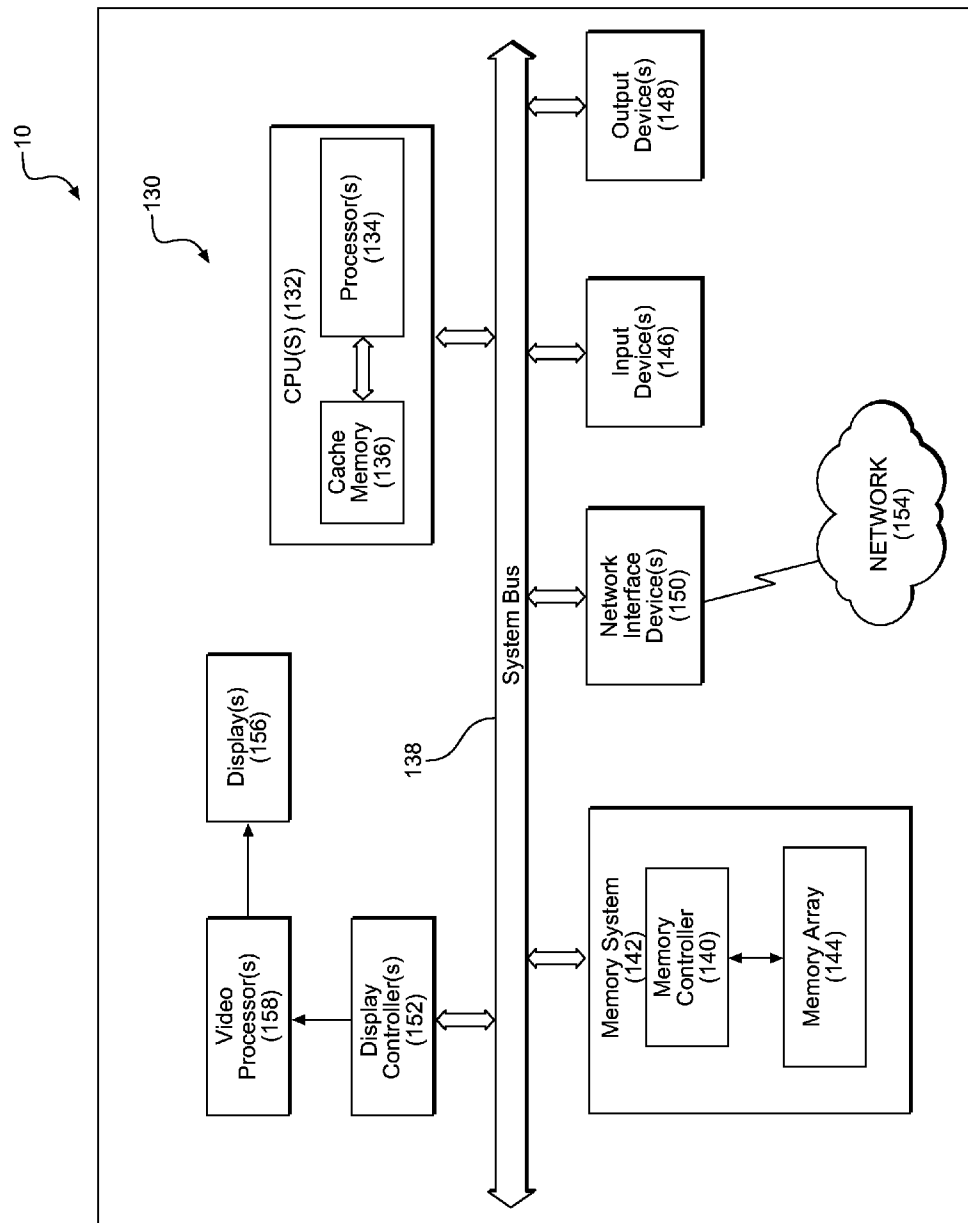 10
130
CPU(S) (132)
Cache
Memory
(136)
Processor(s)
(134)
Video
Processor(s)
(158)
Display(s)
(156)
Display
Controller(s)
(152)
138
System Bus
Memory System
(142)
Memory
Controller
(140)
Memory Array
(144)
Network
Interface
Device(s)
(150)
Input
Device(s)
(146)
Output
Device(s)
(148)
NETWORK
(154)